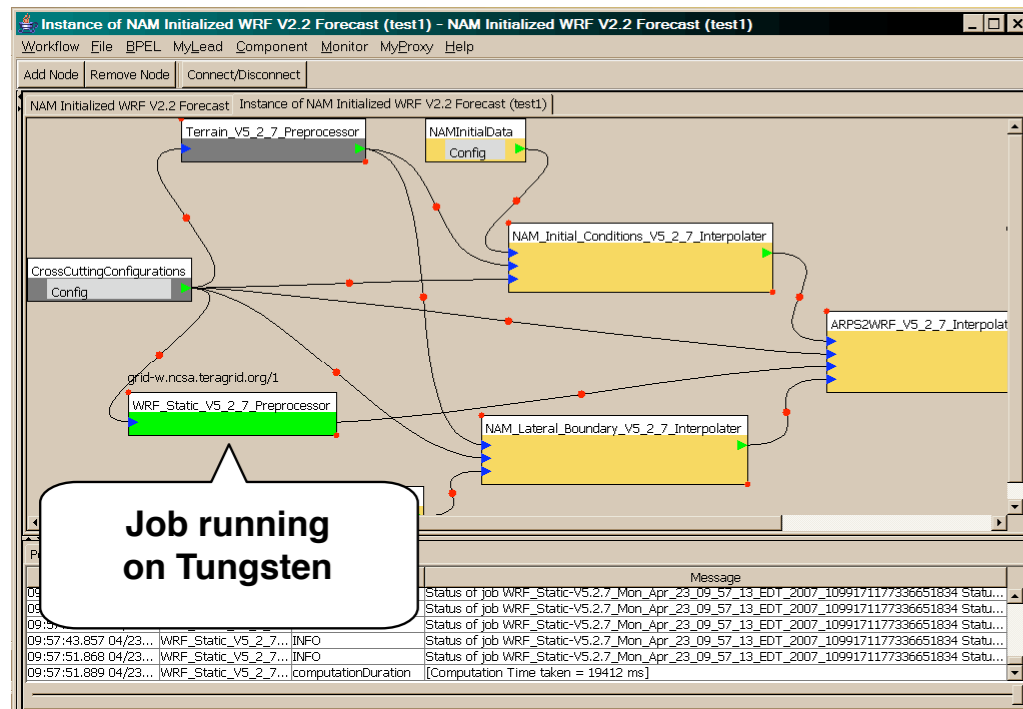 Instance of NAM Initialized WRF V2.2 Forecast (test1) - NAM Initialized WRF V2.2 Forecast (test1)
Workflow File BPEL MyLead Component Monitor MyProxy Help
Add Node Remove Node Connect/Disconnect
NAM Initialized WRF V2.2 Forecast Instance of NAM Initialized WRF V2.2 Forecast (test1)
Terrain_V5_2_7_Preprocessor
NAMInitialData
Config
NAM_Initial_Conditions_V5_2_7_Interpolater
CrossCuttingConfigurations
Config
ARPS2WRF_V5_2_7_Interpolat
grid-w.ncsa.teragrid.org/1
WRF_Static_V5_2_7_Preprocessor
NAM_Lateral_Boundary_V5_2_7_Interpolater
Job running
on Tungsten
Message
Status of job WRF_Static-V5.2.7_Mon_Apr_23_09_57_13_EDT_2007_1099171177336651834 Statu...
Status of job WRF_Static-V5.2.7_Mon_Apr_23_09_57_13_EDT_2007_1099171177336651834 Statu...
Status of job WRF_Static-V5.2.7_Mon_Apr_23_09_57_13_EDT_2007_1099171177336651834 Statu...
09:57:43.857 04/23... WRF_Static_V5_2_7... INFO Status of job WRF_Static-V5.2.7_Mon_Apr_23_09_57_13_EDT_2007_1099171177336651834 Statu...
09:57:51.868 04/23... WRF_Static_V5_2_7... INFO Status of job WRF_Static-V5.2.7_Mon_Apr_23_09_57_13_EDT_2007_1099171177336651834 Statu...
09:57:51.889 04/23... WRF_Static_V5_2_7... computationDuration [Computation Time taken = 19412 ms]